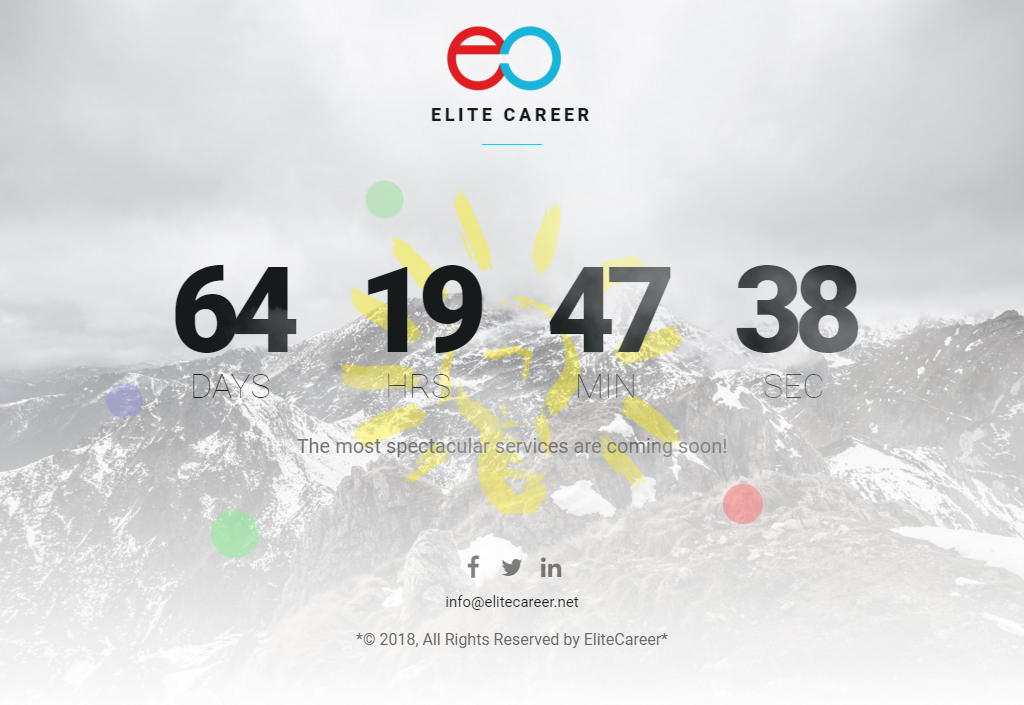 ELITE CAREER
64 19 47 38
DAYS HRS MIN SEC
The most spectacular services are coming soon!
info@elitecareer.net
*© 2018, All Rights Reserved by EliteCareer*